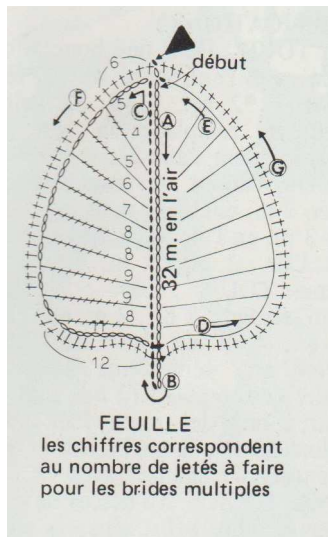 6
début
F
5
C
A
E
4
G
5
6
7
8
8
9
9
8
11
32 m. en l'air
D
12
B
FEUILLE
les chiffres correspondent
au nombre de jetés à faire
pour les brides multiples